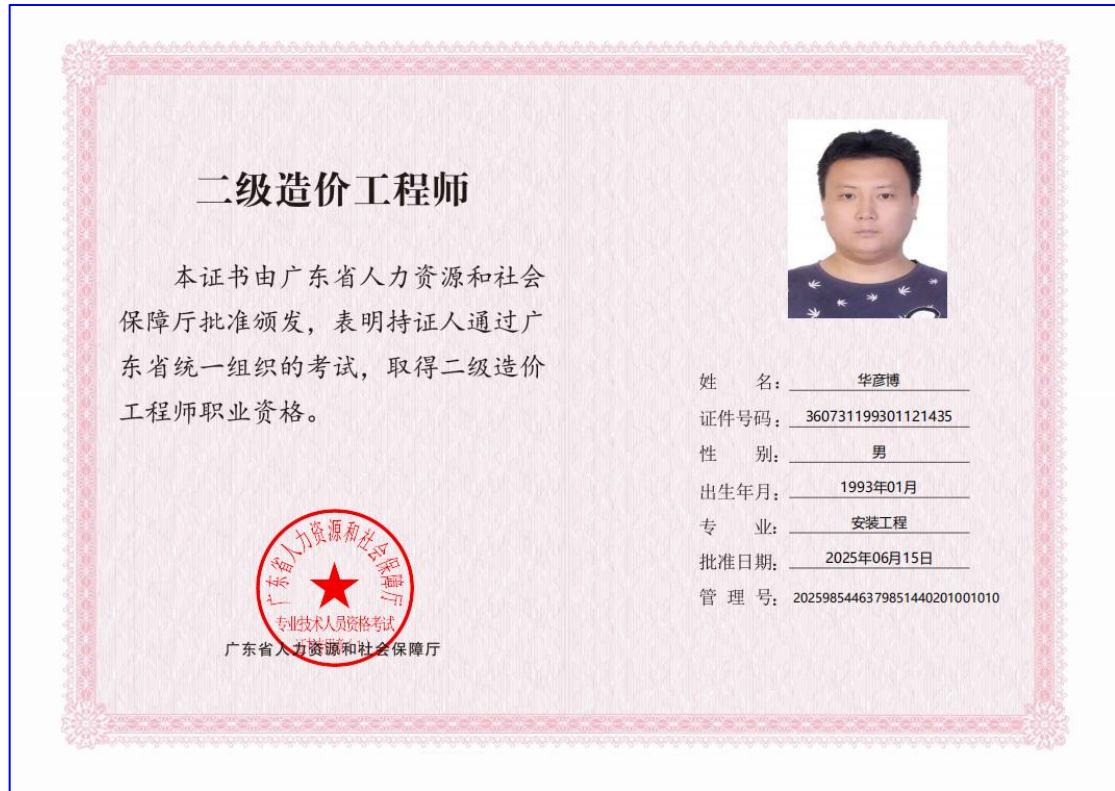 二级造价工程师
本证书由广东省人力资源和社会
保障厅批准颁发，表明持证人通过广
东省统一组织的考试，取得二级造价
工程师职业资格。
广东省人力资源和社会保障厅
专业技术人员资格考试
广东省人力资源和社会保障厅
姓 名：华彦博
证件号码：360731199301121435
性 别：男
出生年月：1993年01月
专 业：安装工程
批准日期：2025年06月15日
管 理 号：2025985446379851440201001010